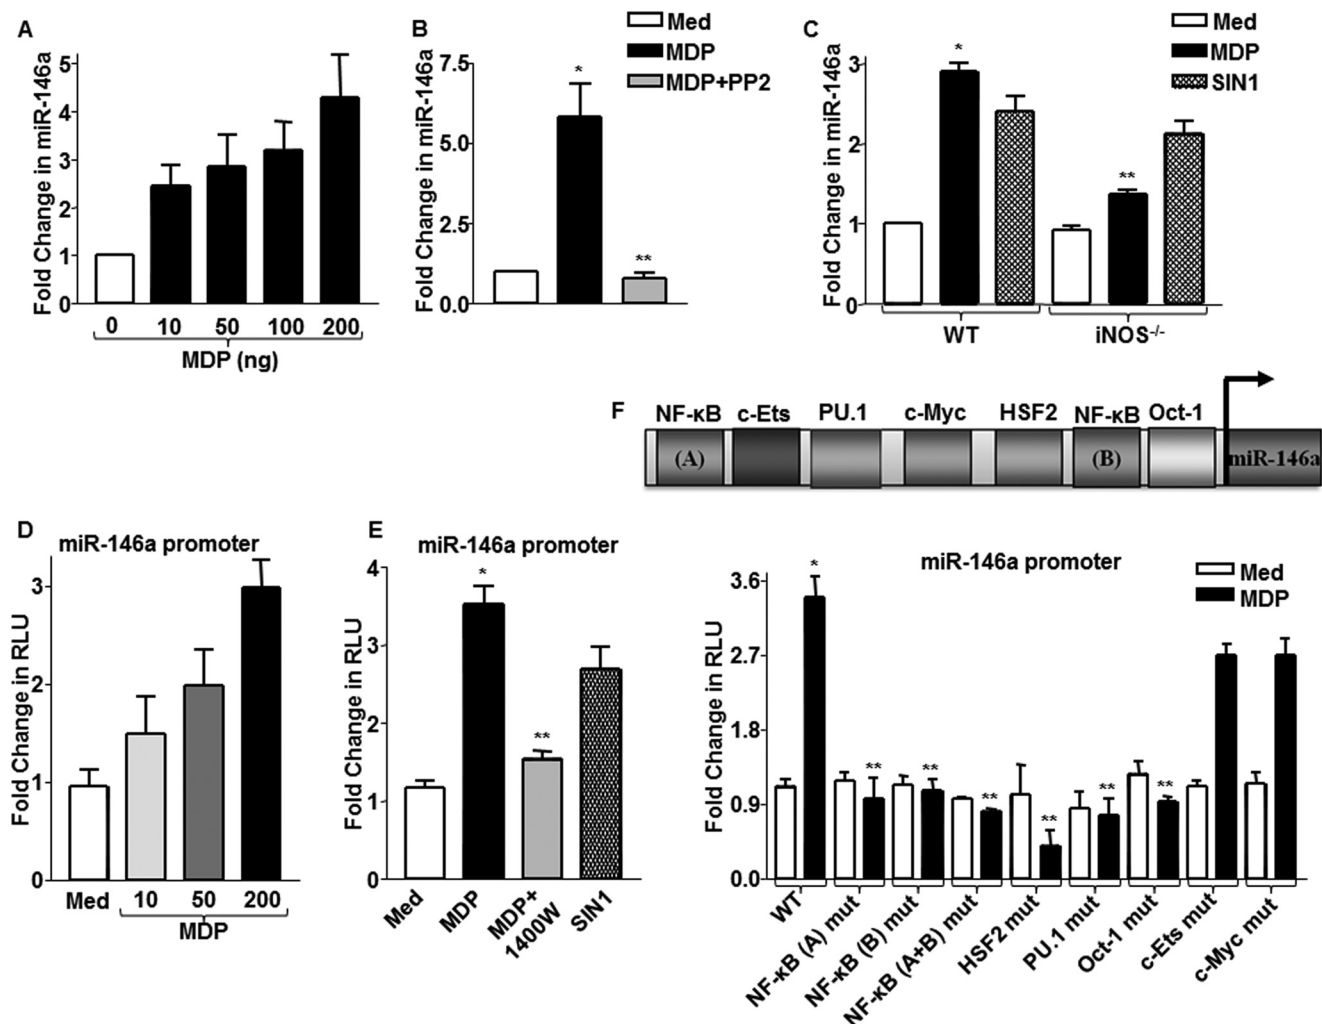 A
Fold Change in miR-146a
5
4
3
2
1
0
0 10 50 100 200
MDP (ng)
B
Med
MDP
MDP+PP2
Fold Change in miR-146a
7.5
5.0
2.5
0.0
*
**
C
Med
MDP
SIN1
Fold Change in miR-146a
3
2
1
0
*
**
WT iNOS-/-
F
NF-κB c-Ets PU.1 c-Myc HSF2 NF-κB Oct-1
(A) (B) miR-146a
D
miR-146a promoter
Fold Change in RLU
3
2
1
0
Med 10 50 200
MDP
E
miR-146a promoter
Fold Change in RLU
4
3
2
1
0
*
**
Med
MDP
MDP+
1400W
SIN1
miR-146a promoter
Med
MDP
Fold Change in RLU
3.6
2.7
1.8
0.9
0.0
*
** ** ** ** ** **
WT
NF-κB (A) mut
NF-κB (B) mut
NF-κB (A+B) mut
HSF2 mut
PU.1 mut
Oct-1 mut
c-Ets mut
c-Myc mut